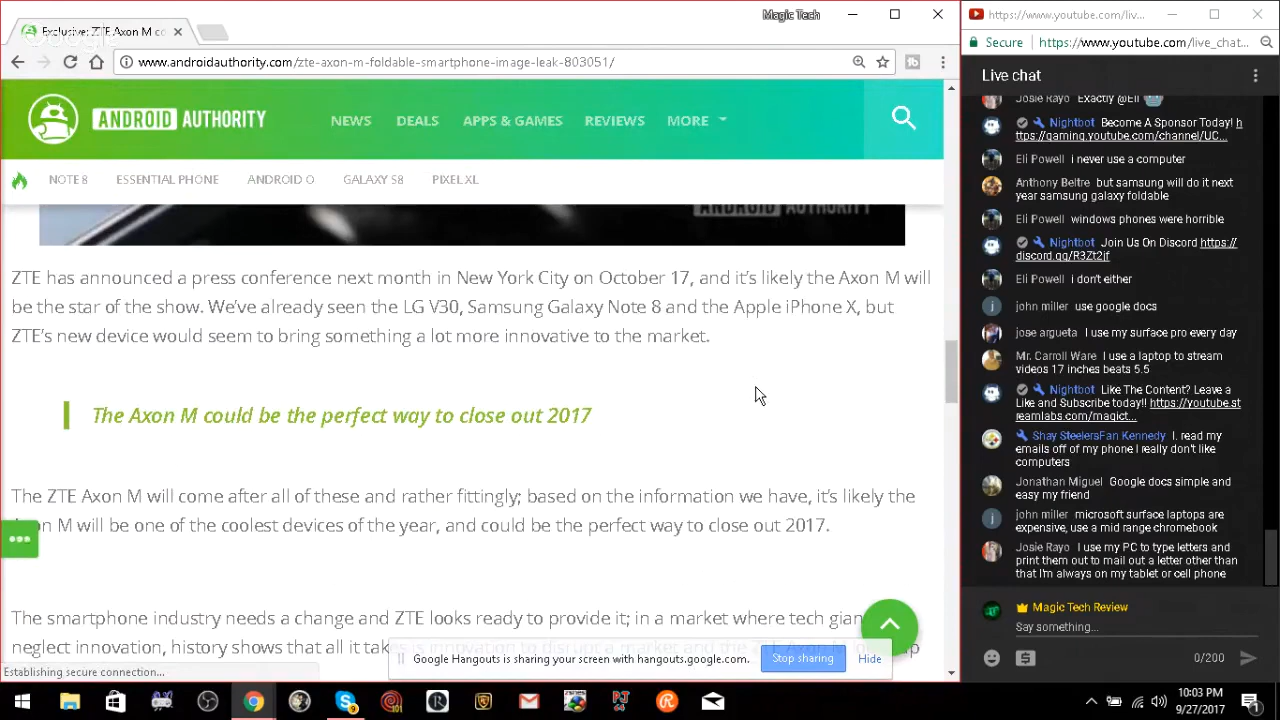 Exclusive: ZTE Axon M co
Magic Tech
www.androidauthority.com/zte-axon-m-foldable-smartphone-image-leak-803051/
ANDROID AUTHORITY
NEWS
DEALS
APPS & GAMES
REVIEWS
MORE
NOTE 8
ESSENTIAL PHONE
ANDROID O
GALAXY S8
PIXEL XL
ANDROID AUTHORITY
ZTE has announced a press conference next month in New York City on October 17, and it's likely the Axon M will
be the star of the show. We've already seen the LG V30, Samsung Galaxy Note 8 and the Apple iPhone X, but
ZTE's new device would seem to bring something a lot more innovative to the market.
The Axon M could be the perfect way to close out 2017
The ZTE Axon M will come after all of these and rather fittingly; based on the information we have, it's likely the
Axon M will be one of the coolest devices of the year, and could be the perfect way to close out 2017.
The smartphone industry needs a change and ZTE looks ready to provide it; in a market where tech gian
neglect innovation, history shows that all it takes is innovation to disrupt a market and the ZTE Axon M
Google Hangouts is sharing your screen with hangouts.google.com.
Stop sharing
Hide
Establishing secure connection...
https://www.youtube.com/liv...
Secure
https://www.youtube.com/live_chat...
Live chat
Josie Rayo Exactly @Eli
Nightbot Become A Sponsor Today! h
ttps://gaming.youtube.com/channel/UC...
Eli Powell i never use a computer
Anthony Beltre but samsung will do it next
year samsung galaxy foldable
Eli Powell windows phones were horrible
Nightbot Join Us On Discord https://
discord.gg/R3Zt2jf
Eli Powell i don't either
john miller use google docs
jose argueta I use my surface pro every day
Mr. Carroll Ware I use a laptop to stream
videos 17 inches beats 5.5
Nightbot Like The Content? Leave a
Like and Subscribe today!! https://youtube.st
reamlabs.com/magict...
Shay SteelersFan Kennedy I. read my
emails off of my phone I really don't like
computers
Jonathan Miguel Google docs simple and
easy my friend
john miller microsoft surface laptops are
expensive, use a mid range chromebook
Josie Rayo I use my PC to type letters and
print them out to mail out a letter other than
that I'm always on my tablet or cell phone
Magic Tech Review
Say something...
0/200
10:03 PM
9/27/2017